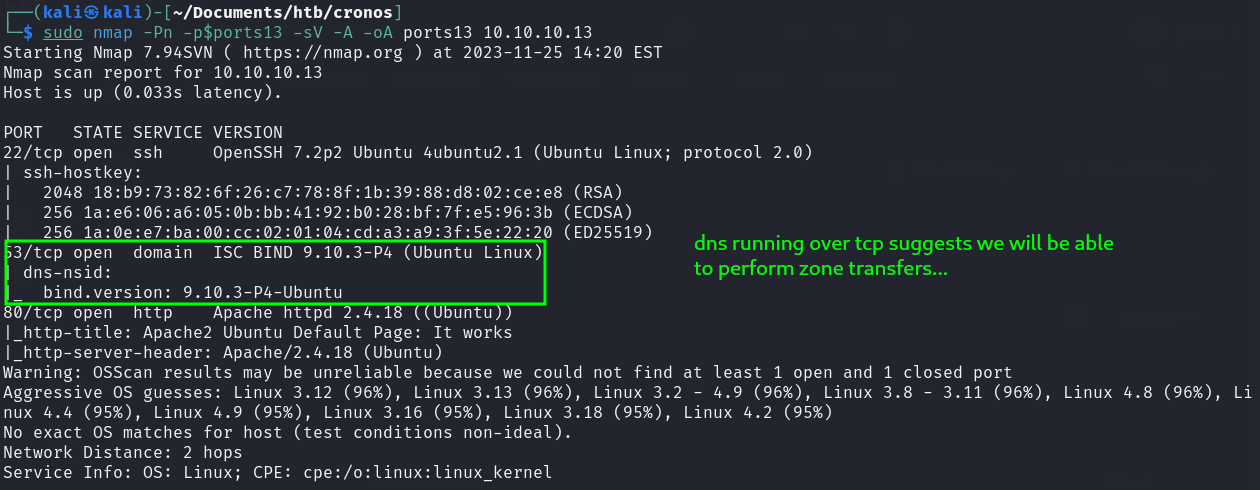 ┌──(kali㉿kali)-[~/Documents/htb/cronos]
└─$ sudo nmap -Pn -p$ports13 -sV -A -oA ports13 10.10.10.13
Starting Nmap 7.94SVN ( https://nmap.org ) at 2023-11-25 14:20 EST
Nmap scan report for 10.10.10.13
Host is up (0.033s latency).
PORT   STATE SERVICE VERSION
22/tcp open  ssh     OpenSSH 7.2p2 Ubuntu 4ubuntu2.1 (Ubuntu Linux; protocol 2.0)
| ssh-hostkey:
|   2048 18:b9:73:82:6f:26:c7:78:8f:1b:39:88:d8:02:ce:e8 (RSA)
|   256 1a:e6:06:a6:05:0b:bb:41:92:b0:28:bf:7f:e5:96:3b (ECDSA)
|_  256 1a:0e:e7:ba:00:cc:02:01:04:cd:a3:a9:3f:5e:22:20 (ED25519)
53/tcp open  domain  ISC BIND 9.10.3-P4 (Ubuntu Linux)
| dns-nsid:
|_  bind.version: 9.10.3-P4-Ubuntu
dns running over tcp suggests we will be able
to perform zone transfers...
80/tcp open  http    Apache httpd 2.4.18 ((Ubuntu))
|_http-title: Apache2 Ubuntu Default Page: It works
|_http-server-header: Apache/2.4.18 (Ubuntu)
Warning: OSScan results may be unreliable because we could not find at least 1 open and 1 closed port
Aggressive OS guesses: Linux 3.12 (96%), Linux 3.13 (96%), Linux 3.2 - 4.9 (96%), Linux 3.8 - 3.11 (96%), Linux 4.8 (96%), Li
nux 4.4 (95%), Linux 4.9 (95%), Linux 3.16 (95%), Linux 3.18 (95%), Linux 4.2 (95%)
No exact OS matches for host (test conditions non-ideal).
Network Distance: 2 hops
Service Info: OS: Linux; CPE: cpe:/o:linux:linux_kernel